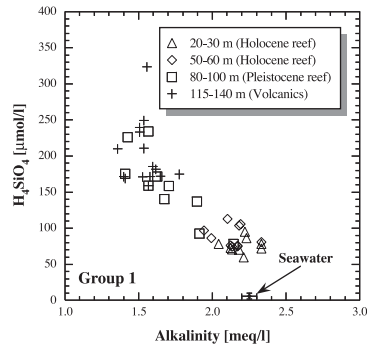 400
350
300
250
200
150
100
50
0
H₄SiO₄ [μmol/l]
20-30 m (Holocene reef)
50-60 m (Holocene reef)
80-100 m (Pleistocene reef)
115-140 m (Volcanics)
Seawater
Group 1
1.0 1.5 2.0 2.5 3.0
Alkalinity [meq/l]